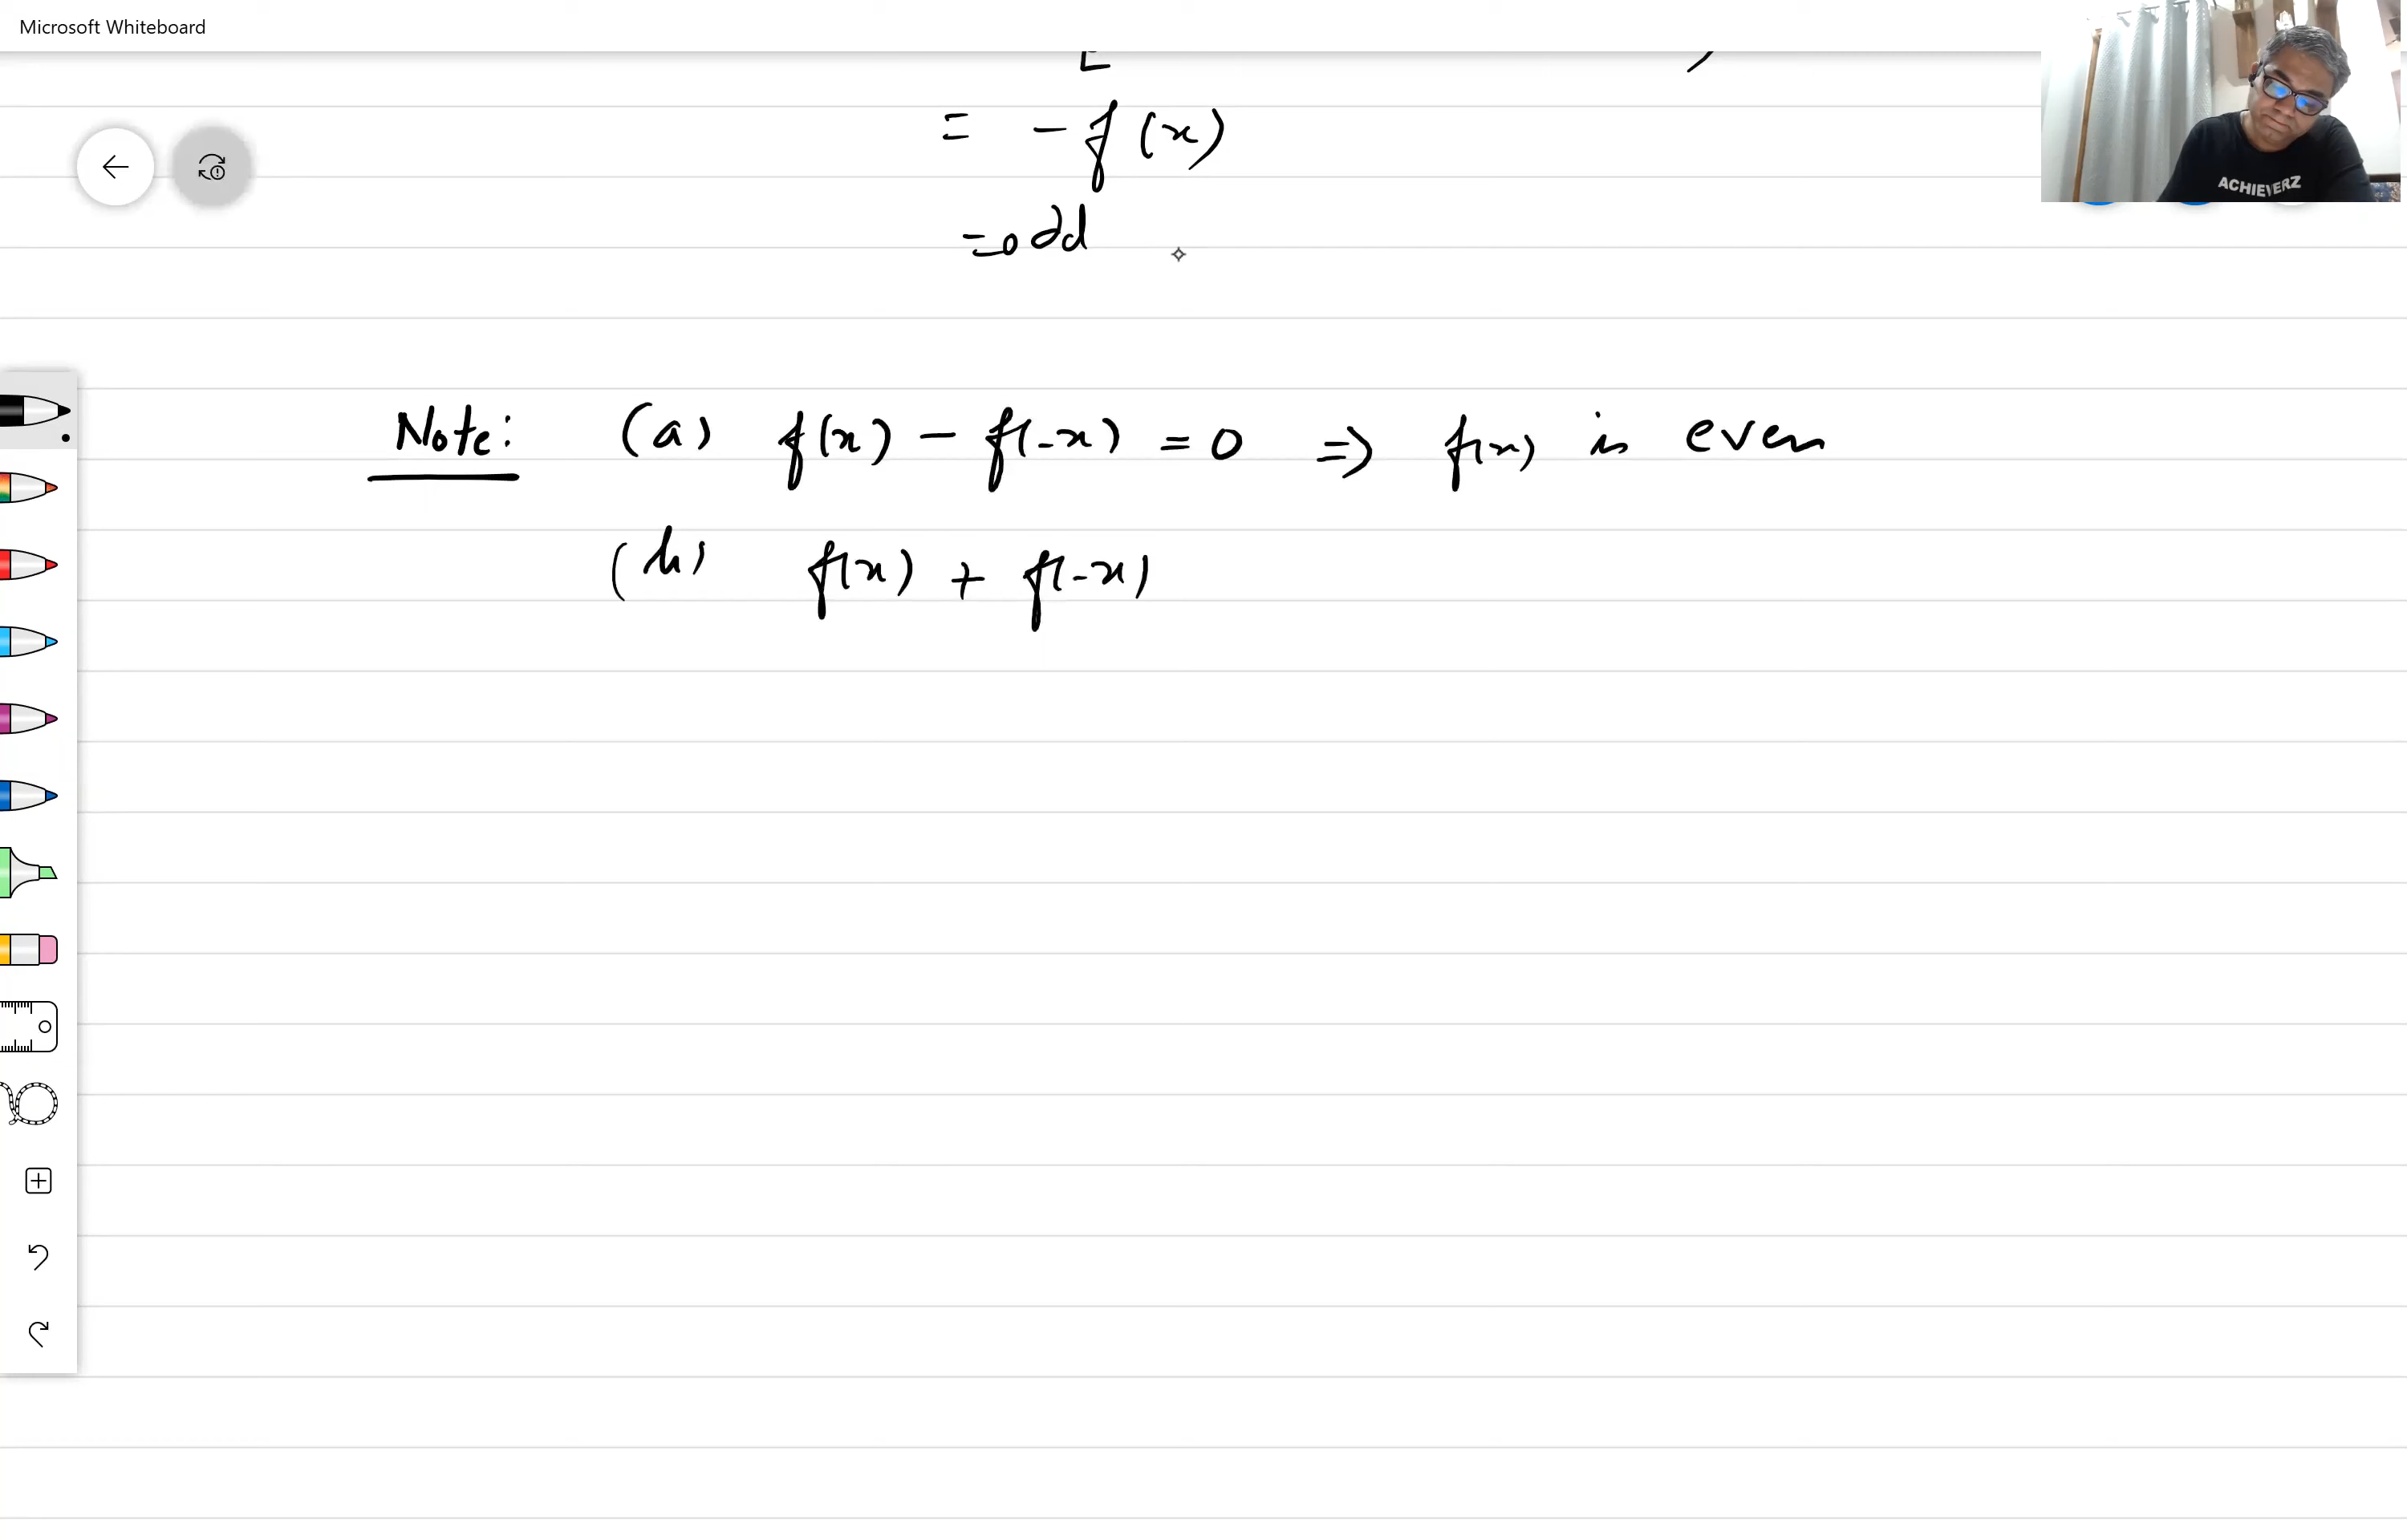 Microsoft Whiteboard
= - f(x)
= odd
ACHIEVERZ
Note: (a) f(x) - f(-x) = 0 ⇒ f(x) is even
(b) f(x) + f(-x)